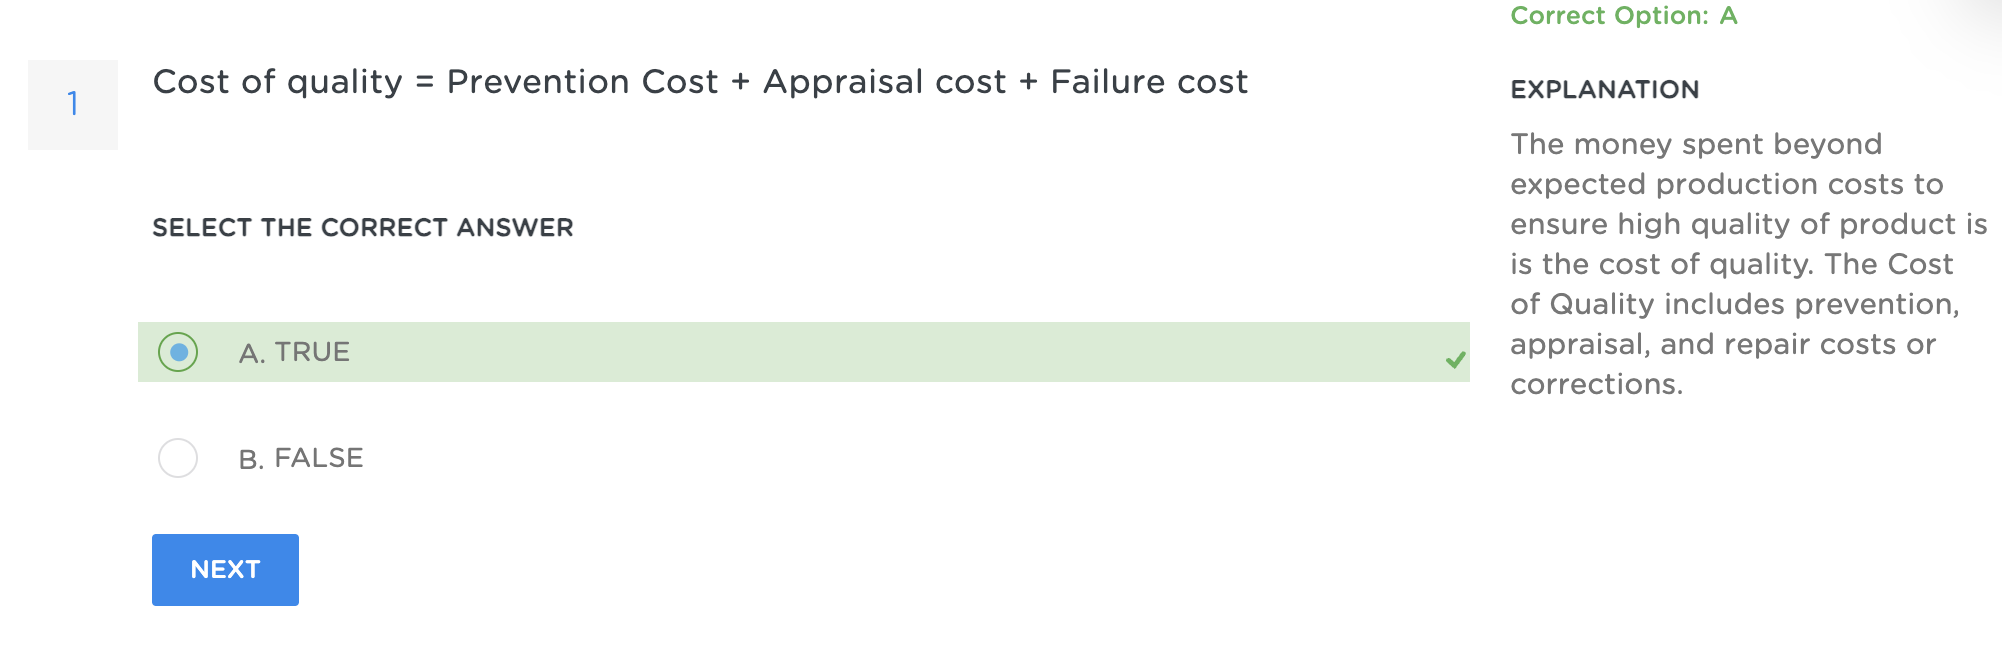 1
Cost of quality = Prevention Cost + Appraisal cost + Failure cost
SELECT THE CORRECT ANSWER
A. TRUE
B. FALSE
NEXT
Correct Option: A
EXPLANATION
The money spent beyond
expected production costs to
ensure high quality of product is
is the cost of quality. The Cost
of Quality includes prevention,
appraisal, and repair costs or
corrections.